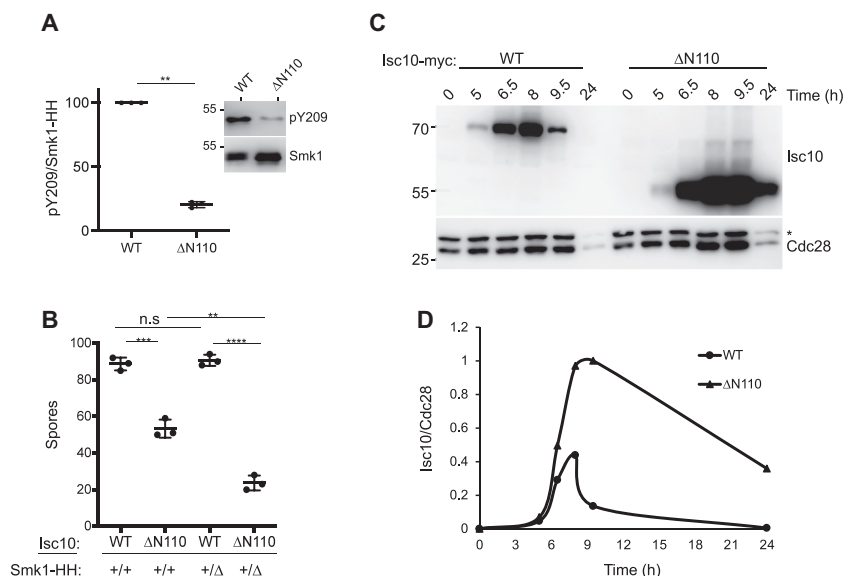 A
**
WT
ΔN110
100
50
0
pY209/Smk1-HH
55
pY209
55
Smk1
WT
ΔN110
B
n.s
**
***
****
100
80
60
40
20
0
Spores
Isc10: WT ΔN110 WT ΔN110
Smk1-HH: +/+ +/+ +/Δ +/Δ
C
Isc10-myc: WT ΔN110
0 5 6.5 8 9.5 24 0 5 6.5 8 9.5 24 Time (h)
70
Isc10
55
*
Cdc28
25
D
1.2
1
0.8
0.6
0.4
0.2
0
Isc10/Cdc28
WT
ΔN110
0 3 6 9 12 15 18 21 24
Time (h)